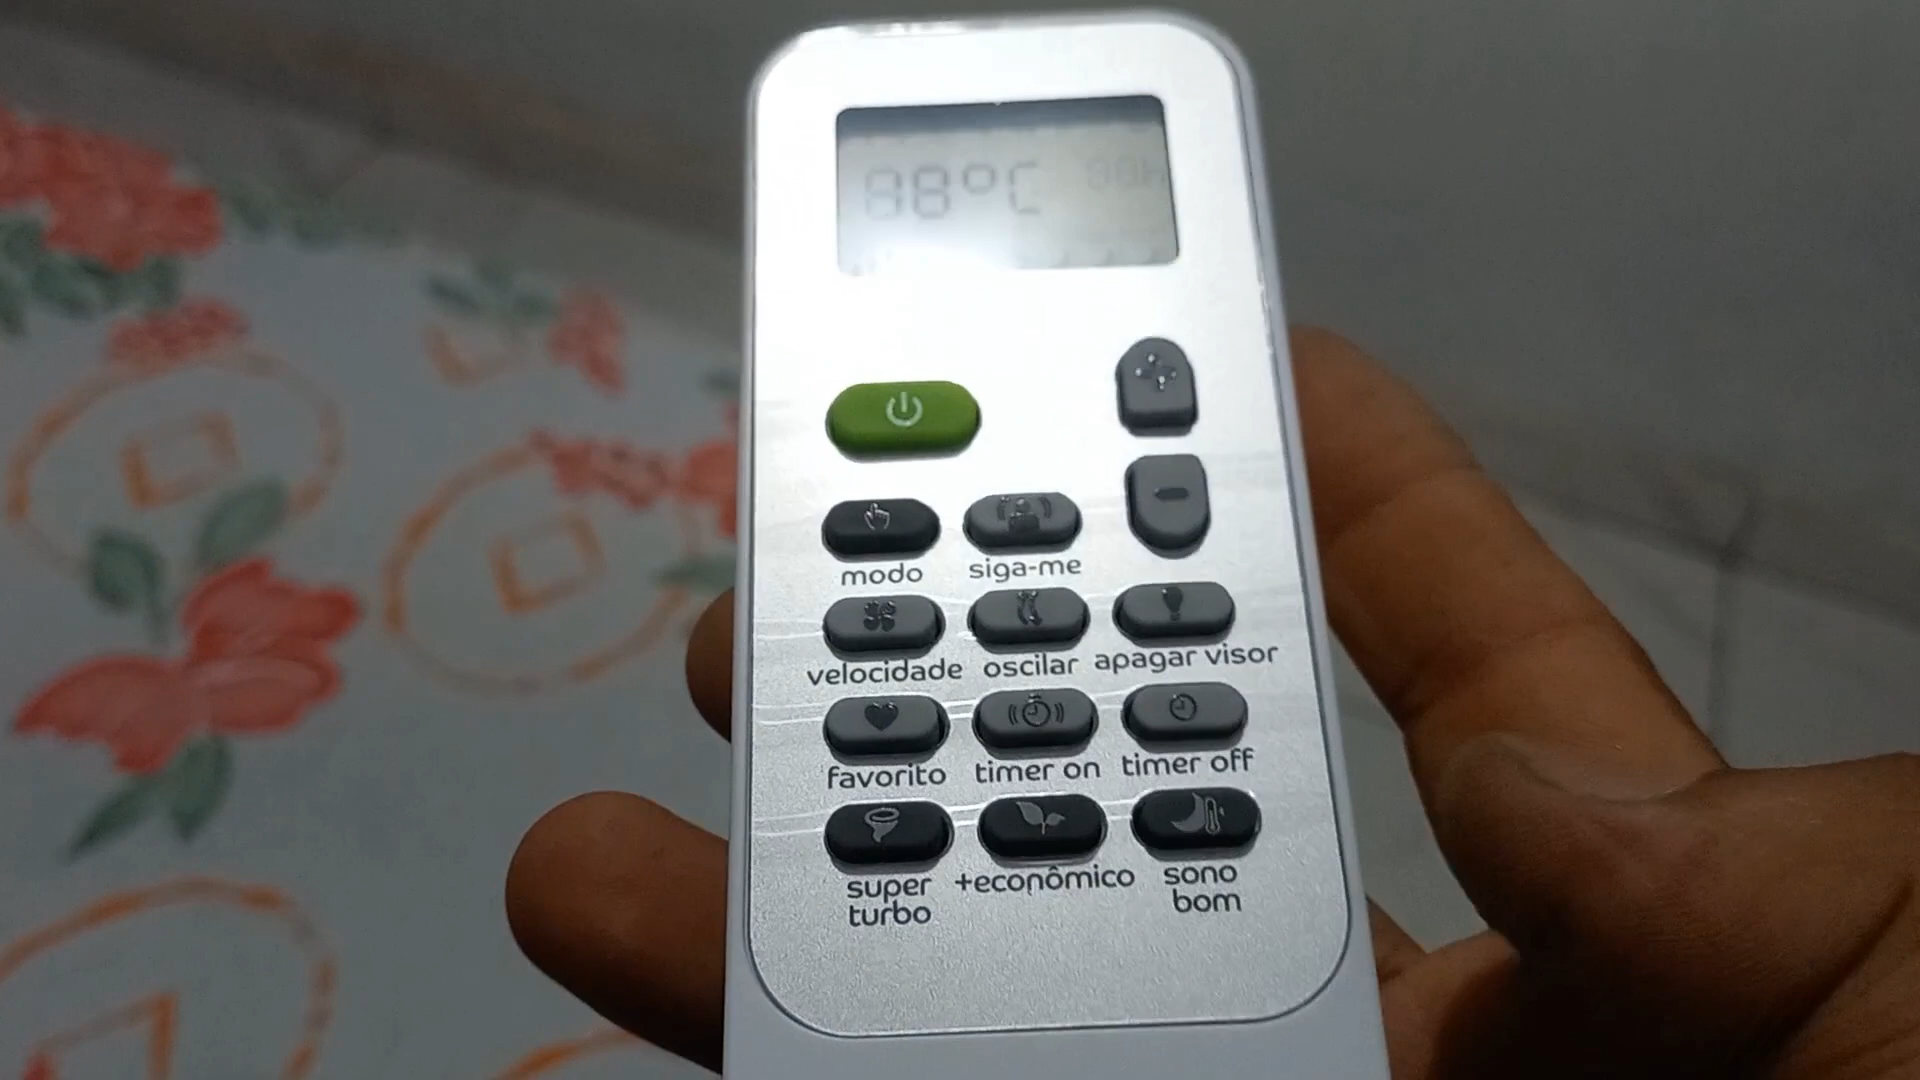 88°C
modo siga-me
velocidade oscilar apagar visor
favorito timer on timer off
super turbo +econômico sono bom